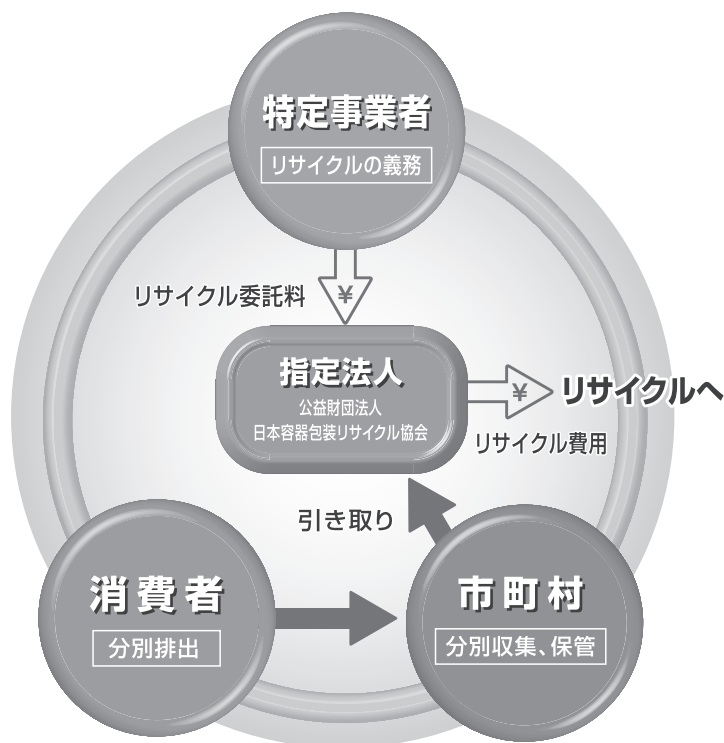 特定事業者
リサイクルの義務
リサイクル委託料
¥
指定法人
公益財団法人
日本容器包装リサイクル協会
¥
リサイクルへ
リサイクル費用
引き取り
消費者
分別排出
市町村
分別収集、保管